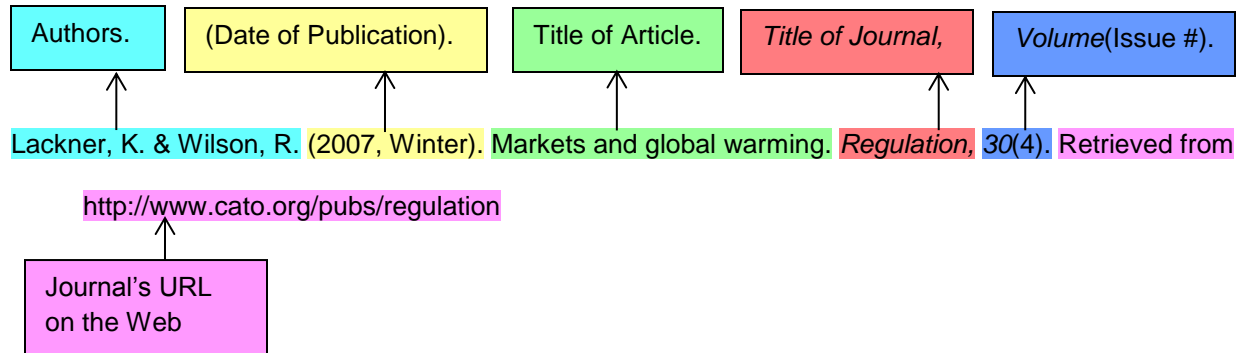 Authors. (Date of Publication). Title of Article. Title of Journal, Volume(Issue #).
Lackner, K. & Wilson, R. (2007, Winter). Markets and global warming. Regulation, 30(4). Retrieved from
http://www.cato.org/pubs/regulation
Journal's URL
on the Web